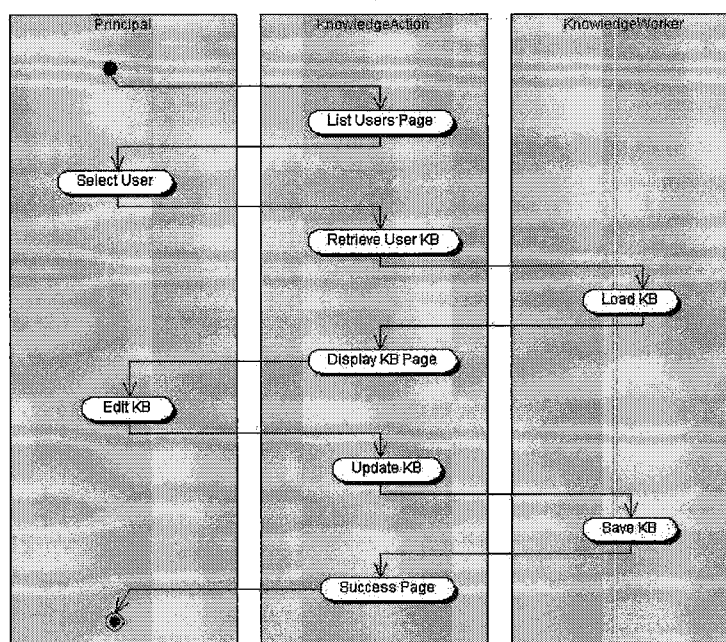 Principal
KnowledgeAction
KnowledgeWorker
List Users Page
Select User
Retrieve User KB
Load KB
Display KB Page
Edit KB
Update KB
Save KB
Success Page